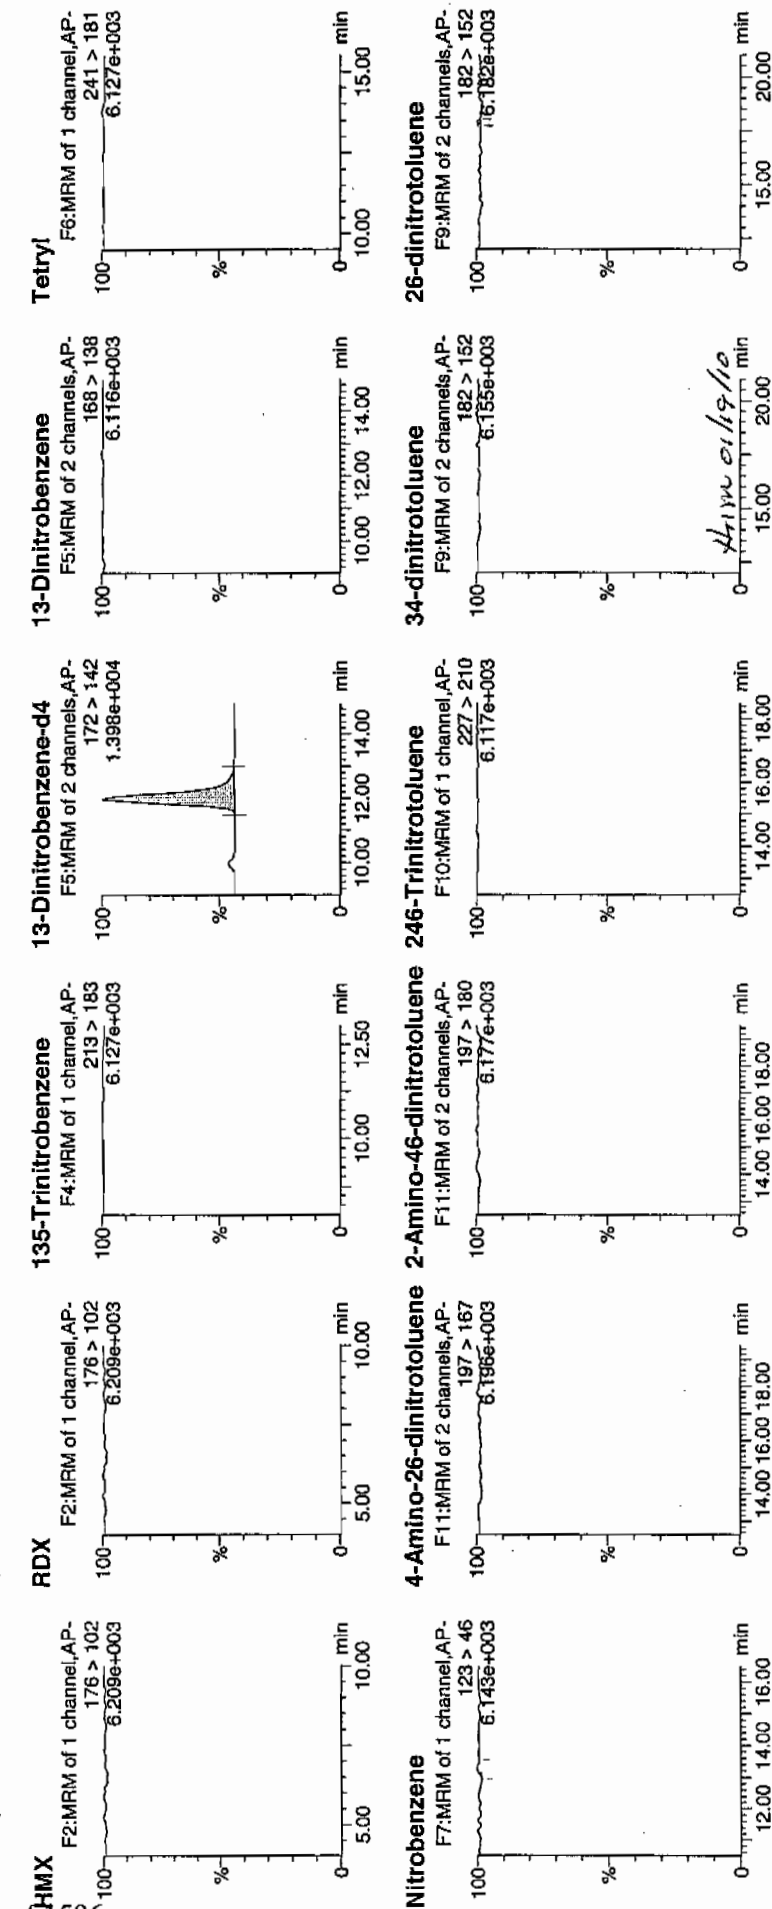 HMX
F2:MRM of 1 channel,AP-
176 > 102
6.209e+003
100
%
0
5.00
10.00
min
RDX
F2:MRM of 1 channel,AP-
176 > 102
6.209e+003
100
%
0
5.00
10.00
min
135-Trinitrobenzene
F4:MRM of 1 channel,AP-
213 > 183
6.127e+003
100
%
0
10.00
12.50
min
13-Dinitrobenzene-d4
F5:MRM of 2 channels,AP-
172 > 142
1.398e+004
100
%
0
10.00
12.00
14.00
min
13-Dinitrobenzene
F5:MRM of 2 channels,AP-
168 > 138
6.116e+003
100
%
0
10.00
12.00
14.00
min
Tetryl
F6:MRM of 1 channel,AP-
241 > 181
6.127e+003
100
%
0
10.00
15.00
min
Nitrobenzene
F7:MRM of 1 channel,AP-
123 > 46
6.143e+003
100
%
0
12.00
14.00
16.00
min
4-Amino-26-dinitrotoluene
F11:MRM of 2 channels,AP-
197 > 167
6.196e+003
100
%
0
14.00
16.00
18.00
min
2-Amino-46-dinitrotoluene
F11:MRM of 2 channels,AP-
197 > 180
6.177e+003
100
%
0
14.00
16.00
18.00
min
246-Trinitrotoluene
F10:MRM of 1 channel,AP-
227 > 210
6.117e+003
100
%
0
14.00
16.00
18.00
min
34-dinitrotoluene
F9:MRM of 2 channels,AP-
182 > 152
6.155e+003
100
%
0
15.00
20.00
min
01/19/10
26-dinitrotoluene
F9:MRM of 2 channels,AP-
182 > 152
6.182e+003
100
%
0
15.00
20.00
min